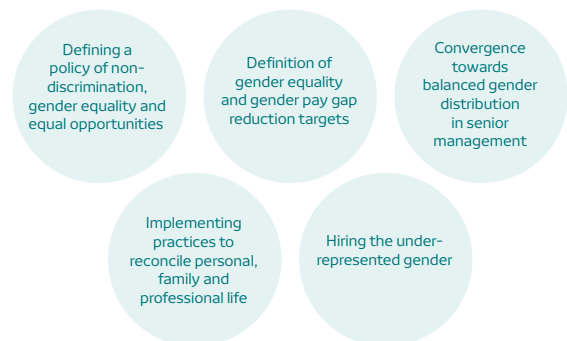 Defining a
policy of non-
discrimination,
gender equality and
equal opportunities
Definition of
gender equality
and gender pay gap
reduction targets
Convergence
towards
balanced gender
distribution
in senior
management
Implementing
practices to
reconcile personal,
family and
professional life
Hiring the under-
represented gender